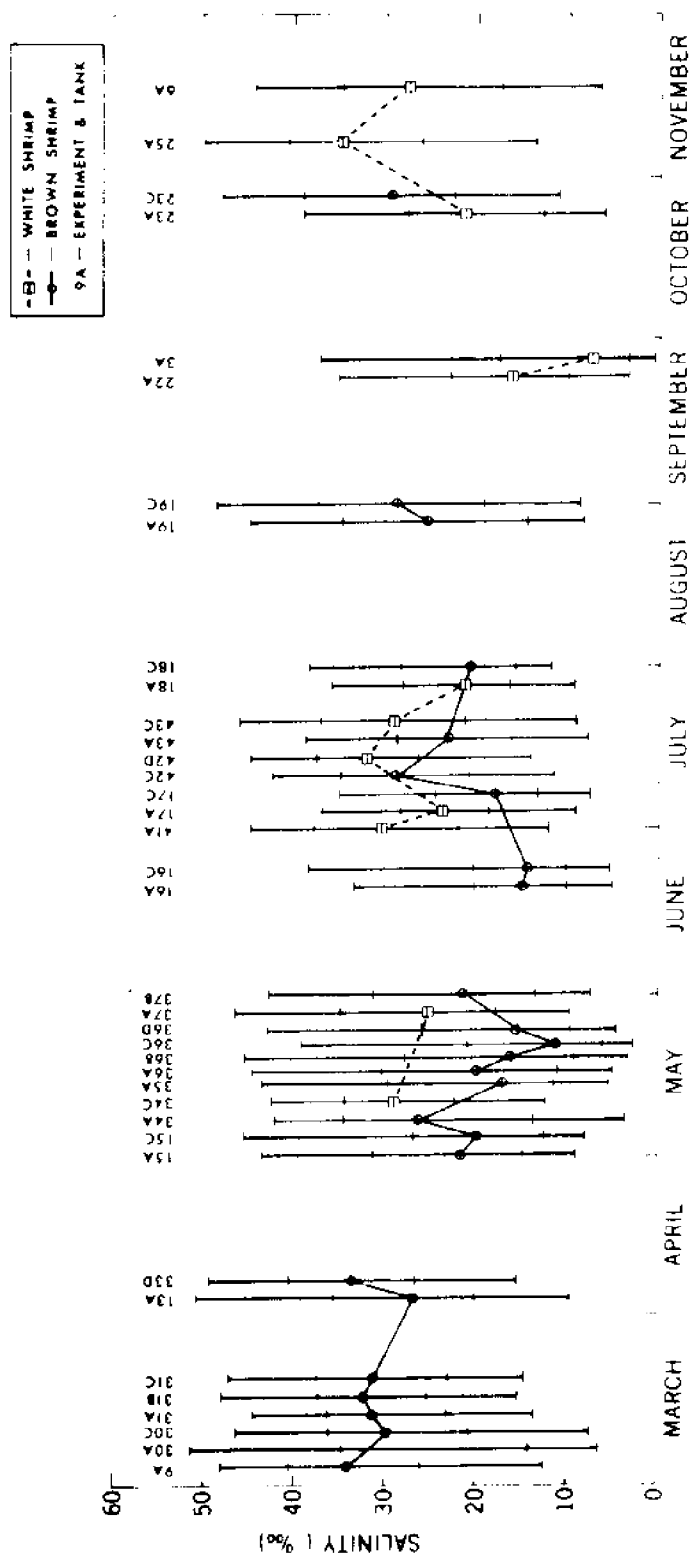 -□- — WHITE SHRIMP
-●- — BROWN SHRIMP
9A — EXPERIMENT & TANK
SALINITY (‰)
60
50
40
30
20
10
0
9A
30A
30C
31A
31B
31C
13A
33D
15A
15C
34A
34C
35A
36A
36B
36C
36D
37A
37B
16A
16C
41A
17A
17C
42C
42D
43A
43C
18A
18C
19A
19C
22A
3A
23A
23C
25A
6A
MARCH
APRIL
MAY
JUNE
JULY
AUGUST
SEPTEMBER
OCTOBER
NOVEMBER